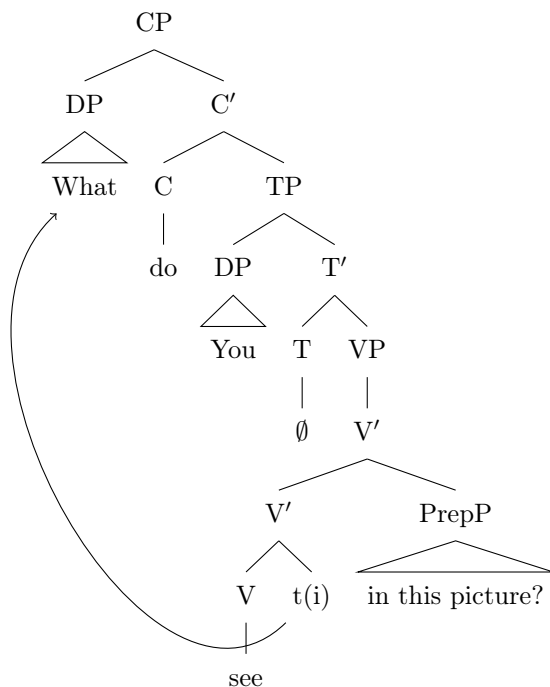 CP
DP C′
What C TP
do DP T′
You T VP
∅ V′
V′ PrepP
V t(i) in this picture?
see